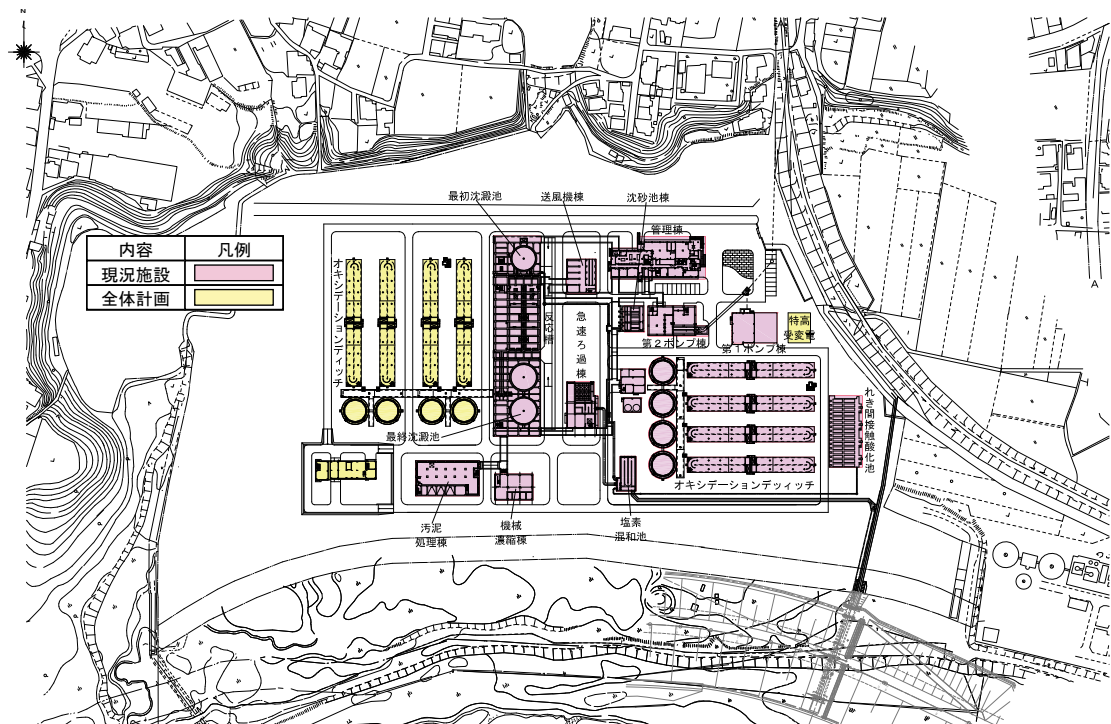 N
最初沈澱池
送風機棟
沈砂池棟
管理棟
内容
凡例
現況施設
全体計画
オキシデーションディッチ
反応槽
急速ろ過棟
第2ポンプ棟
第1ポンプ棟
特高
受変電
れき間接触酸化池
最終沈澱池
オキシデーションデッィッチ
汚泥
処理棟
機械
濃縮棟
塩素
混和池
A